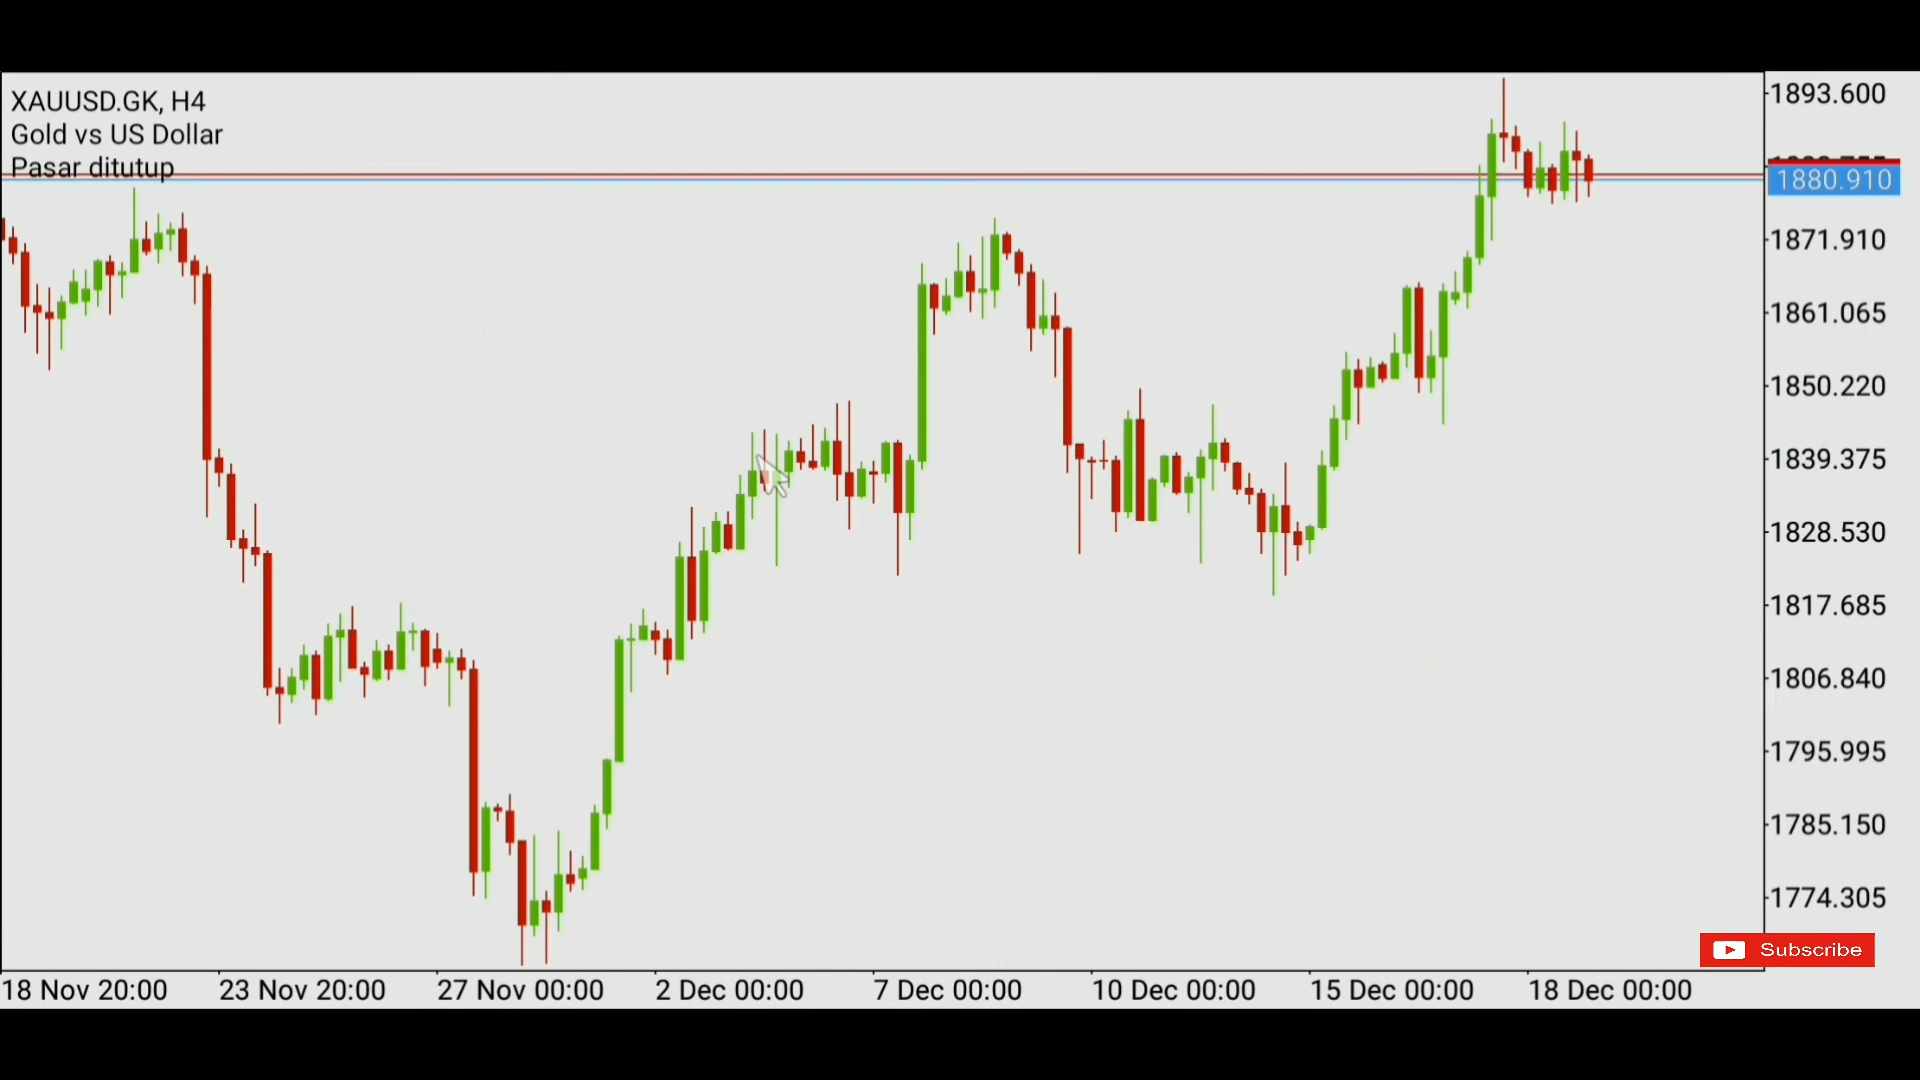 XAUUSD.GK, H4
Gold vs US Dollar
Pasar ditutup
1893.600
1880.910
1871.910
1861.065
1850.220
1839.375
1828.530
1817.685
1806.840
1795.995
1785.150
1774.305
Subscribe
18 Nov 20:00 23 Nov 20:00 27 Nov 00:00 2 Dec 00:00 7 Dec 00:00 10 Dec 00:00 15 Dec 00:00 18 Dec 00:00